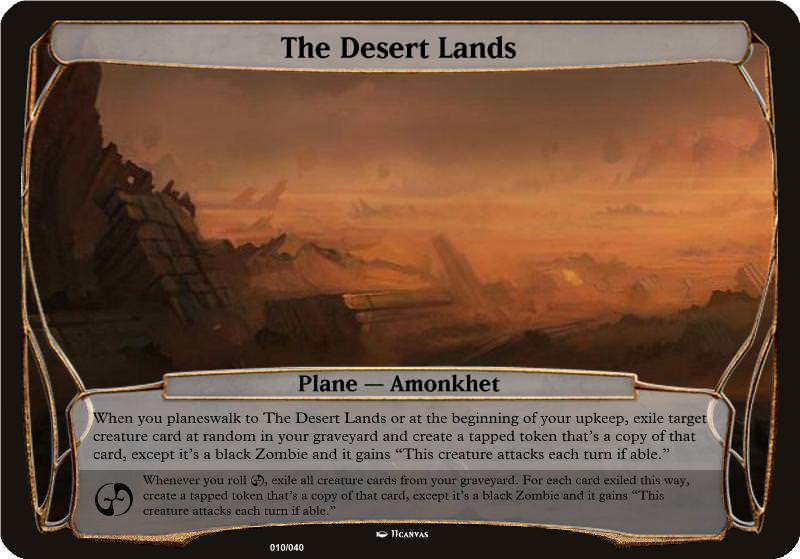 The Desert Lands
Plane — Amonkhet
When you planeswalk to The Desert Lands or at the beginning of your upkeep, exile target
creature card at random in your graveyard and create a tapped token that's a copy of that
card, except it's a black Zombie and it gains “This creature attacks each turn if able.”
Whenever you roll , exile all creature cards from your graveyard. For each card exiled this way,
create a tapped token that's a copy of that card, except it's a black Zombie and it gains “This
creature attacks each turn if able.”
CANVAS
010/040